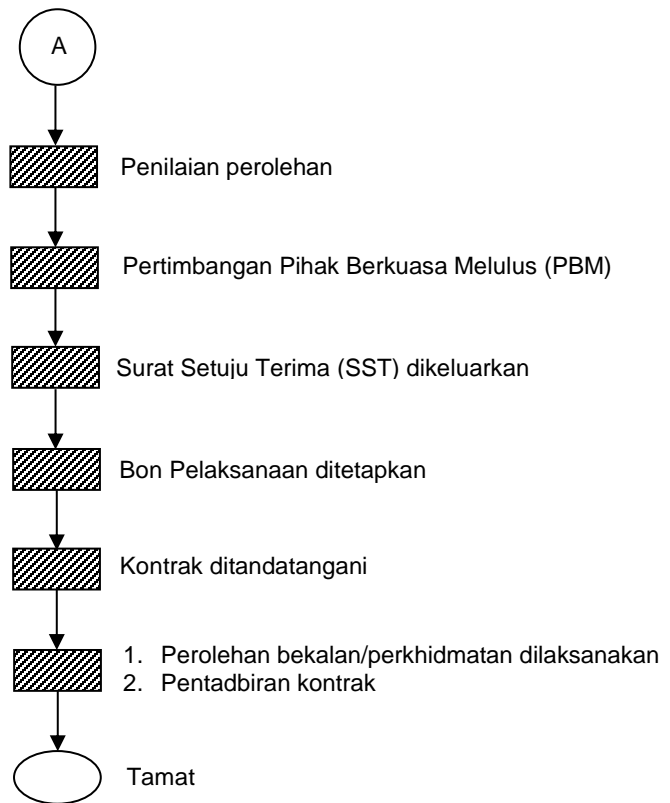 A
Penilaian perolehan
Pertimbangan Pihak Berkuasa Melulus (PBM)
Surat Setuju Terima (SST) dikeluarkan
Bon Pelaksanaan ditetapkan
Kontrak ditandatangani
1. Perolehan bekalan/perkhidmatan dilaksanakan
2. Pentadbiran kontrak
Tamat